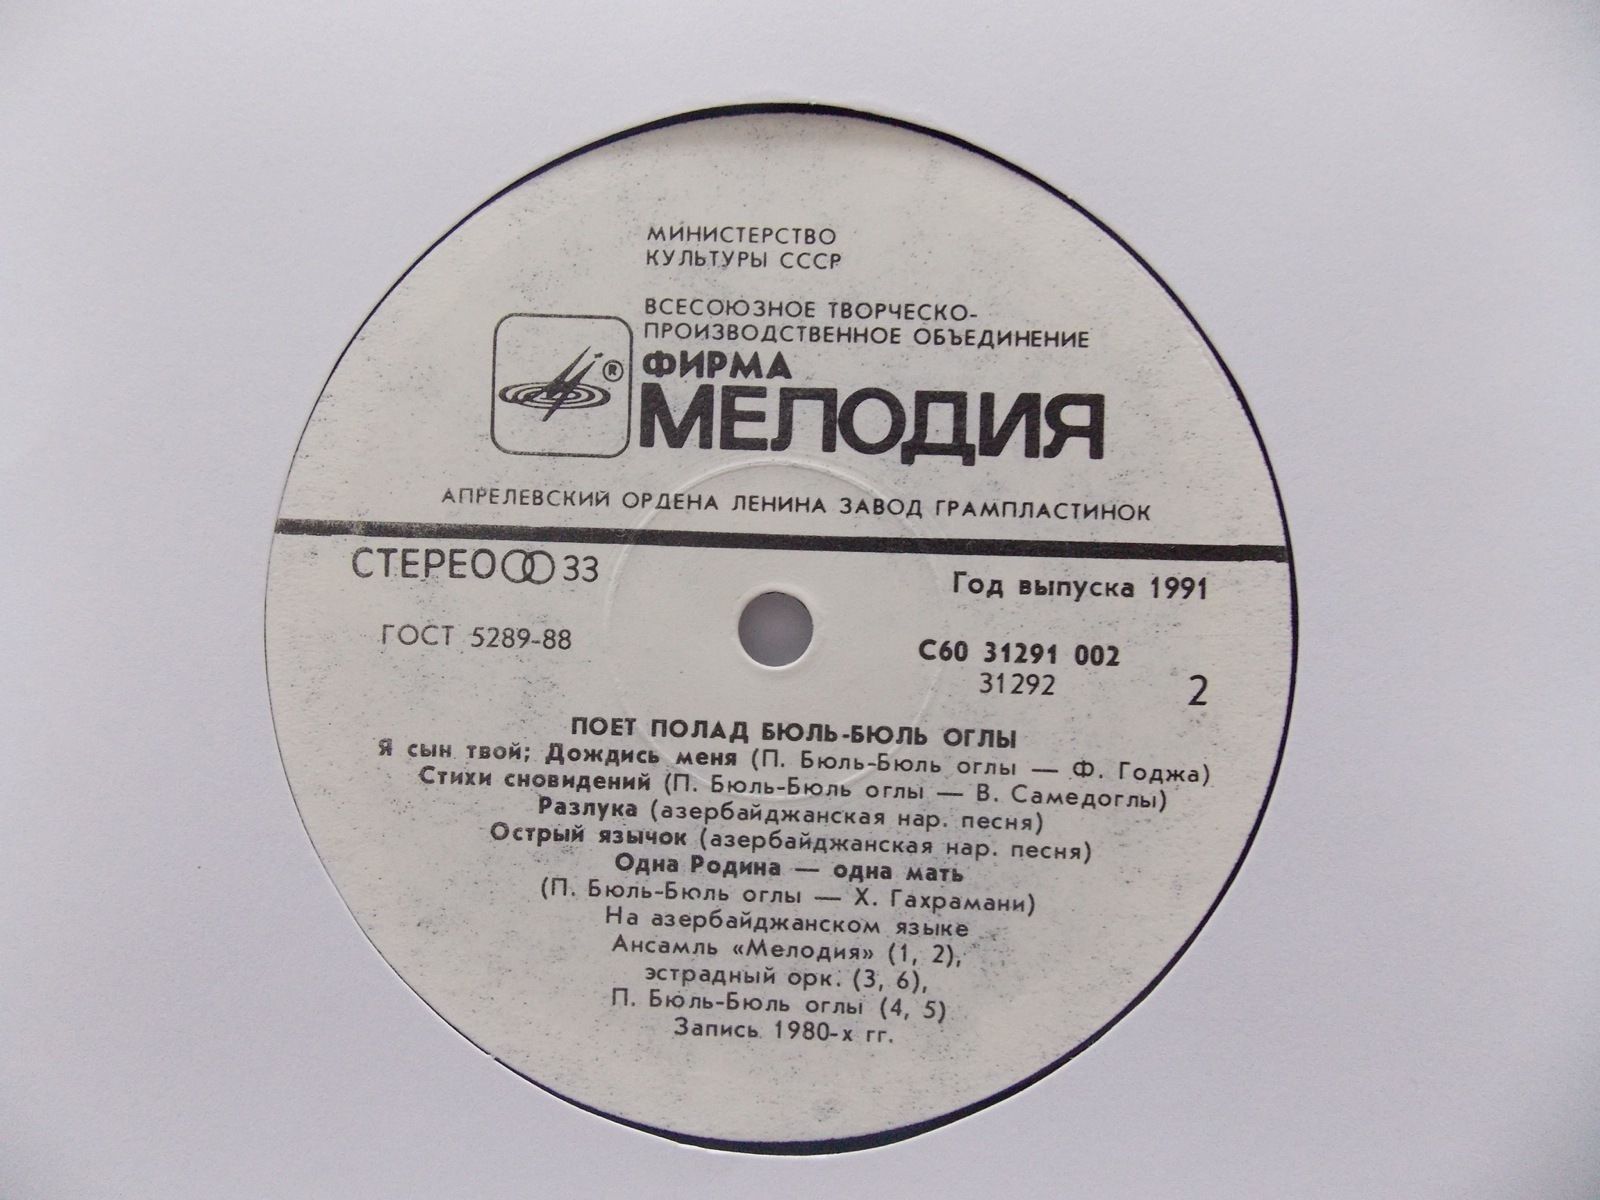 МИНИСТЕРСТВО
КУЛЬТУРЫ СССР
ВСЕСОЮЗНОЕ ТВОРЧЕСКО-
ПРОИЗВОДСТВЕННОЕ ОБЪЕДИНЕНИЕ
ФИРМА
МЕЛОДИЯ
®
АПРЕЛЕВСКИЙ ОРДЕНА ЛЕНИНА ЗАВОД ГРАМПЛАСТИНОК
СТЕРЕО 33
Год выпуска 1991
ГОСТ 5289-88
С60 31291 002
31292
2
ПОЕТ ПОЛАД БЮЛЬ-БЮЛЬ ОГЛЫ
Я сын твой; Дождись меня (П. Бюль-Бюль оглы — Ф. Годжа)
Стихи сновидений (П. Бюль-Бюль оглы — В. Самедоглы)
Разлука (азербайджанская нар. песня)
Острый язычок (азербайджанская нар. песня)
Одна Родина — одна мать
(П. Бюль-Бюль оглы — Х. Гахрамани)
На азербайджанском языке
Ансамль «Мелодия» (1, 2),
эстрадный орк. (3, 6),
П. Бюль-Бюль оглы (4, 5)
Запись 1980-х гг.